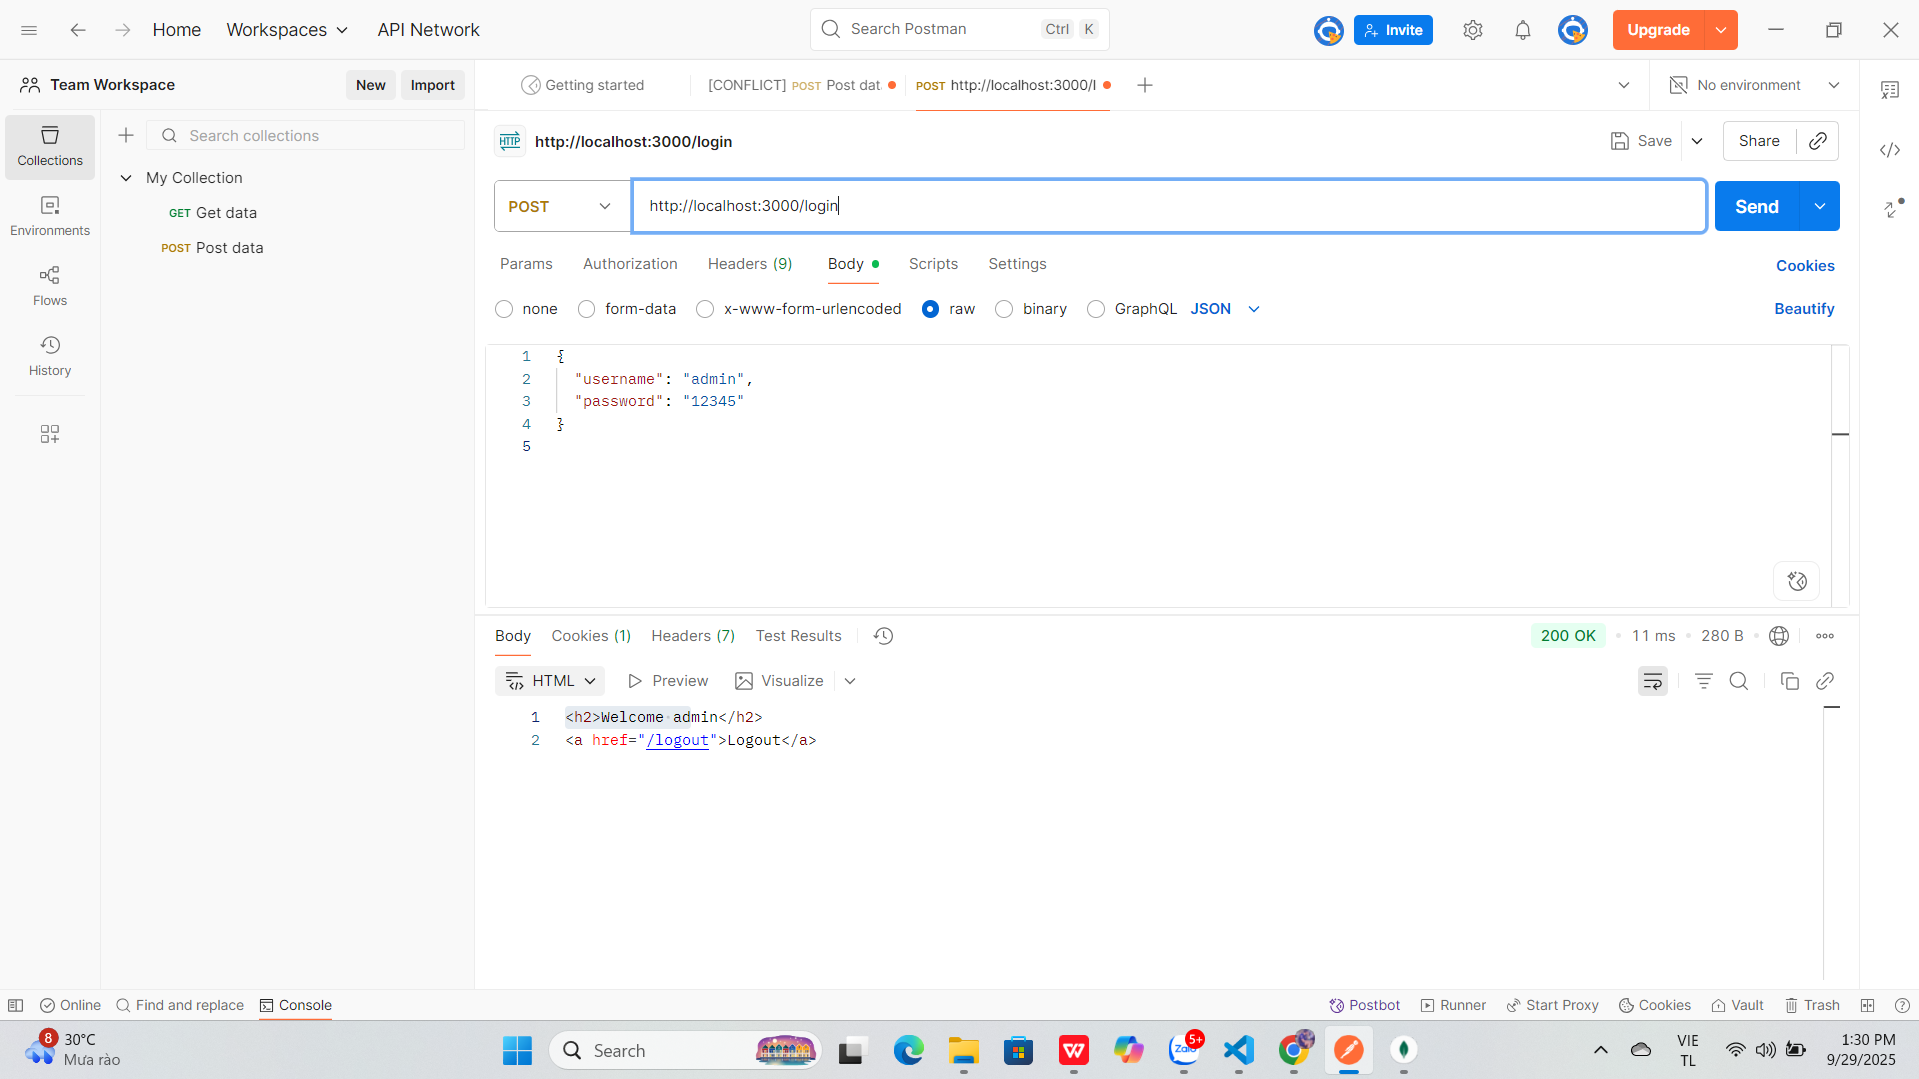 Home Workspaces API Network Search Postman Ctrl K Invite Upgrade
Team Workspace New Import Getting started [CONFLICT] POST Post dat POST http://localhost:3000/l No environment
Collections
Search collections
My Collection
GET Get data
POST Post data
Environments
Flows
History
http://localhost:3000/login Save Share
HTTP
POST http://localhost:3000/login Send
Params Authorization Headers (9) Body Scripts Settings Cookies
none form-data x-www-form-urlencoded raw binary GraphQL JSON Beautify
1 {
2 "username": "admin",
3 "password": "12345"
4 }
5
Body Cookies (1) Headers (7) Test Results 200 OK 11 ms 280 B
HTML Preview Visualize
1 <h2>Welcome admin</h2>
2 <a href="/logout">Logout</a>
Online Find and replace Console Postbot Runner Start Proxy Cookies Vault Trash
8 30°C
Mưa rào
Search
Zalo 5+
VIE
TL
1:30 PM
9/29/2025